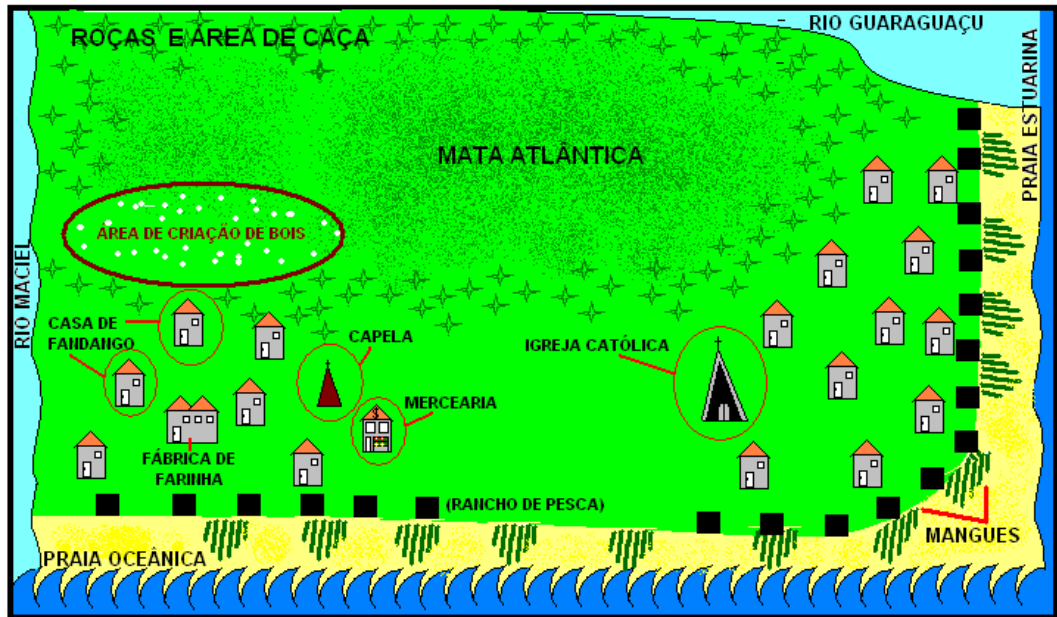 RIO GUARAGUAÇU
ROÇAS E ÁREA DE CAÇA
PRAIA ESTUARINA
MATA ATLÂNTICA
ÁREA DE CRIAÇÃO DE BOIS
RIO MACIEL
CASA DE
FANDANGO
CAPELA
IGREJA CATÓLICA
MERCEARIA
$
FÁBRICA DE
FARINHA
(RANCHO DE PESCA)
MANGUES
PRAIA OCEÂNICA